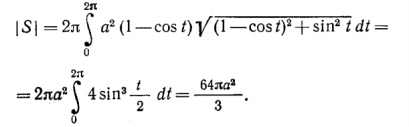 |S| = 2π ∫₀^{2π} a² (1—cos t) √((1—cos t)² + sin² t) dt =
= 2πa² ∫₀^{2π} 4 sin³ t/2 dt = 64πa²/3.